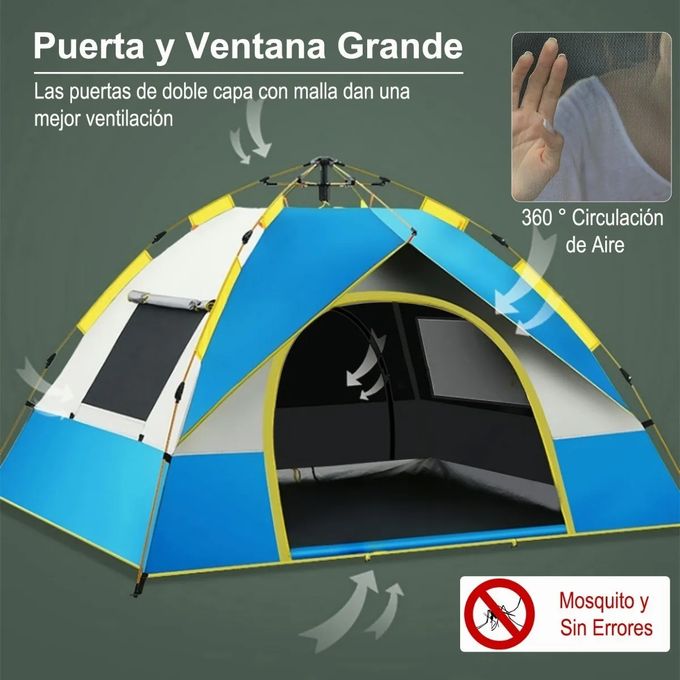 Puerta y Ventana Grande
Las puertas de doble capa con malla dan una
mejor ventilación
360 ° Circulación
de Aire
Mosquito y
Sin Errores